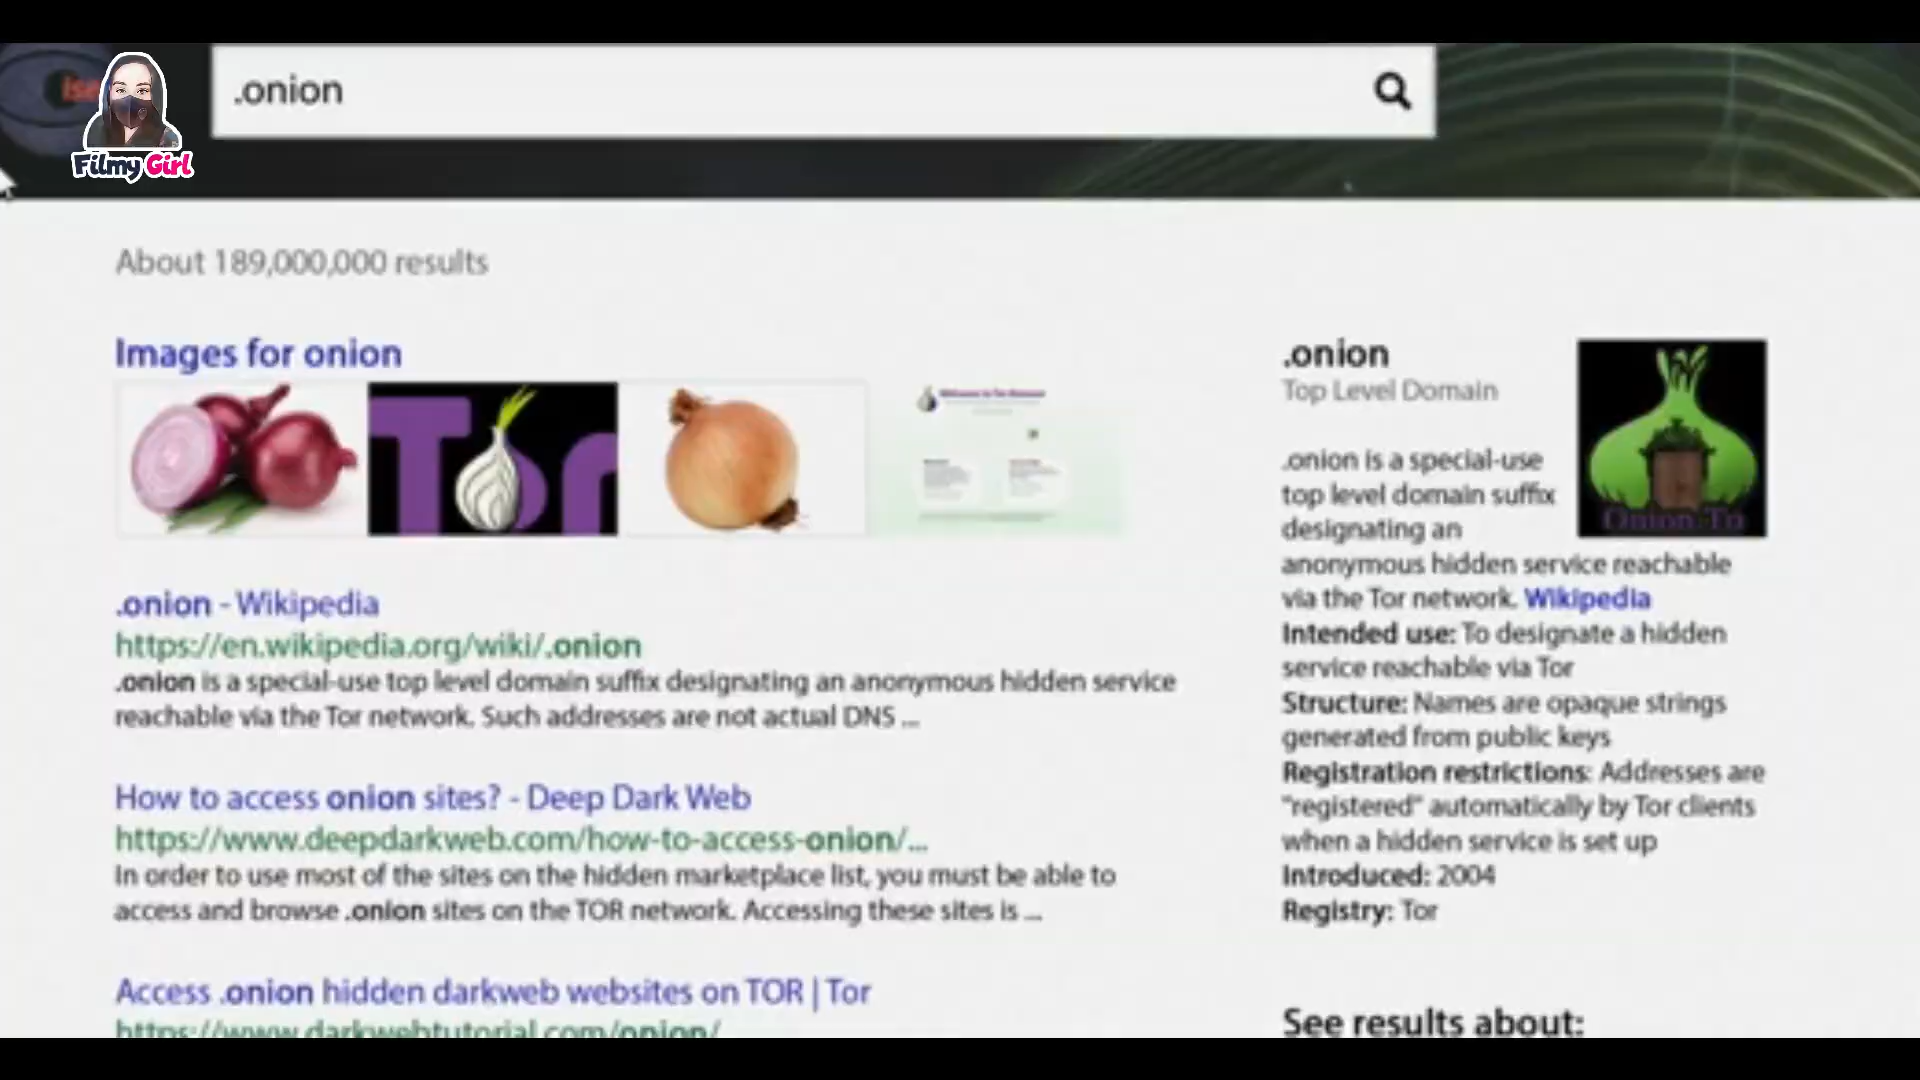 .onion
Filmy Girl
About 189,000,000 results
Images for onion
Tor
.onion - Wikipedia
https://en.wikipedia.org/wiki/.onion
.onion is a special-use top level domain suffix designating an anonymous hidden service
reachable via the Tor network. Such addresses are not actual DNS ...
How to access onion sites? - Deep Dark Web
https://www.deepdarkweb.com/how-to-access-onion/...
In order to use most of the sites on the hidden marketplace list, you must be able to
access and browse .onion sites on the TOR network. Accessing these sites is ...
Access .onion hidden darkweb websites on TOR | Tor
https://www.darkwebtutorial.com/onion/
.onion
Top Level Domain
Onion.To
.onion is a special-use
top level domain suffix
designating an
anonymous hidden service reachable
via the Tor network. Wikipedia
Intended use: To designate a hidden
service reachable via Tor
Structure: Names are opaque strings
generated from public keys
Registration restrictions: Addresses are
"registered" automatically by Tor clients
when a hidden service is set up
Introduced: 2004
Registry: Tor
See results about: